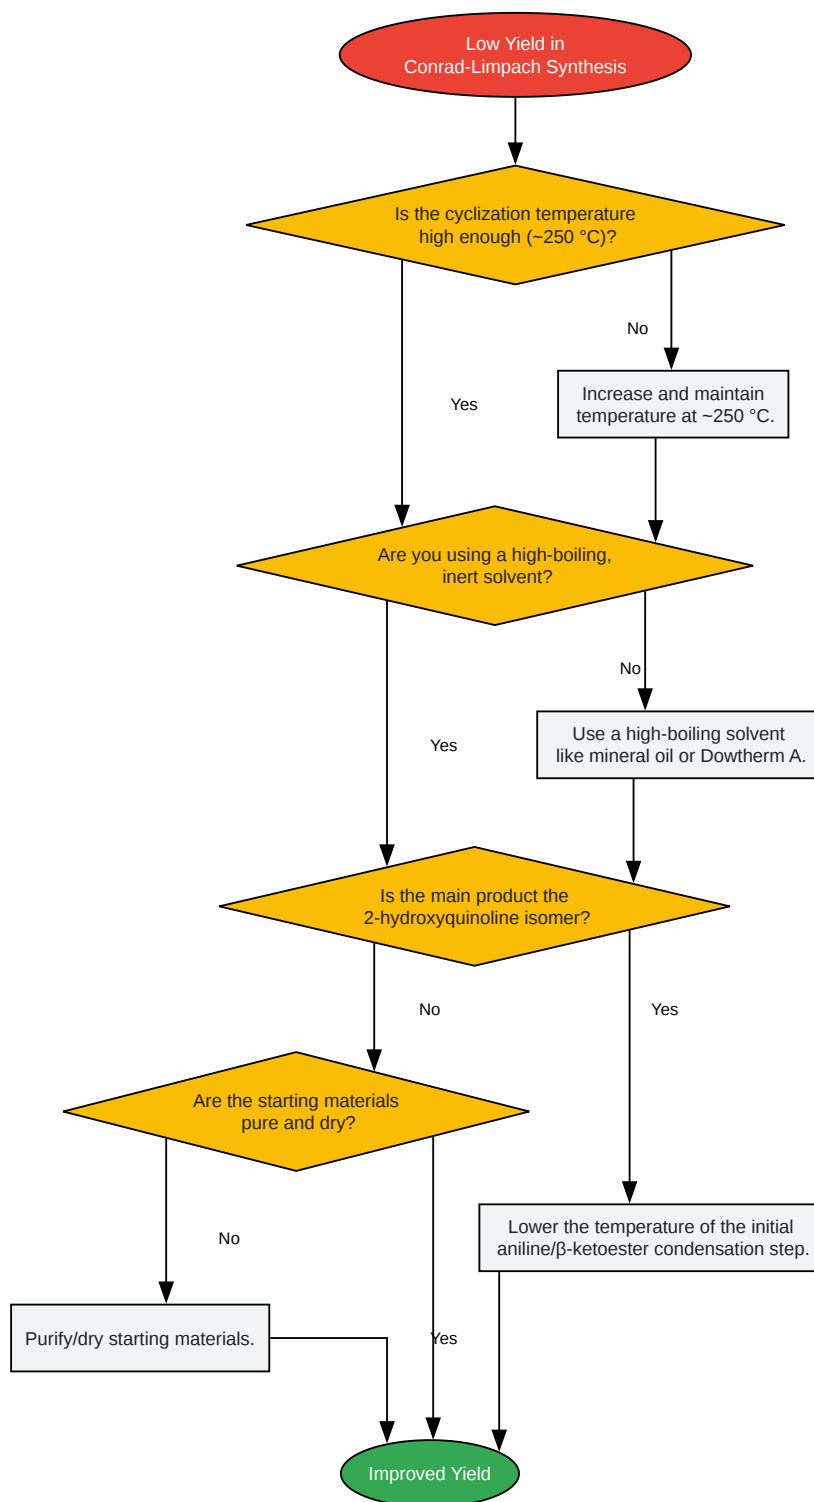 Low Yield in
Conrad-Limpach Synthesis
Is the cyclization temperature
high enough (~250 °C)?
No
Increase and maintain
temperature at ~250 °C.
Yes
Are you using a high-boiling,
inert solvent?
No
Use a high-boiling solvent
like mineral oil or Dowtherm A.
Yes
Is the main product the
2-hydroxyquinoline isomer?
No
Yes
Are the starting materials
pure and dry?
Lower the temperature of the initial
aniline/β-ketoester condensation step.
No
Purify/dry starting materials.
Yes
Improved Yield